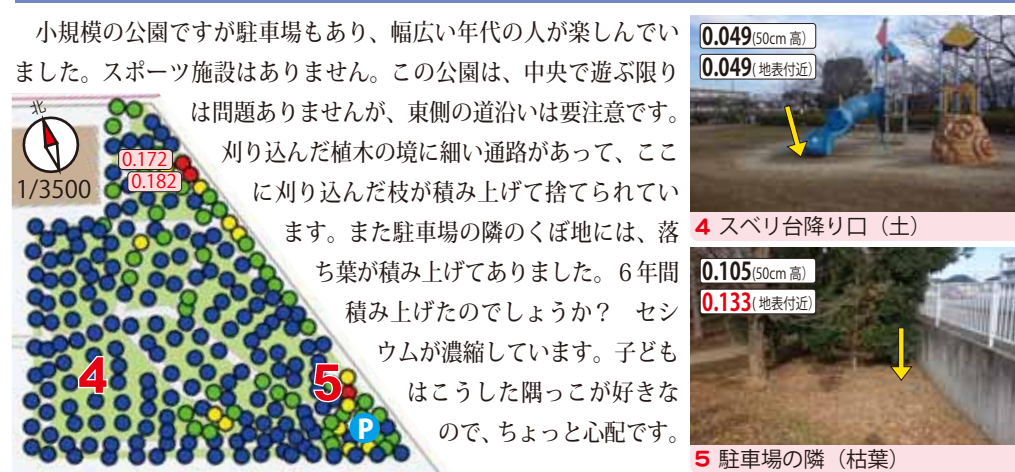 小規模の公園ですが駐車場もあり、幅広い年代の人が楽しんでい
ました。スポーツ施設はありません。この公園は、中央で遊ぶ限り
は問題ありませんが、東側の道沿いは要注意です。
刈り込んだ植木の境に細い通路があって、ここ
に刈り込んだ枝が積み上げて捨てられてい
ます。また駐車場の隣のくぼ地には、落
ち葉が積み上げてありました。６年間
積み上げたのでしょうか？　セシ
ウムが濃縮しています。子ども
はこうした隅っこが好きな
ので、ちょっと心配です。
北
1/3500
0.172
0.182
4
5
P
0.049(50cm 高)
0.049(地表付近)
4 スベリ台降り口（土）
0.105(50cm 高)
0.133(地表付近)
5 駐車場の隣（枯葉）